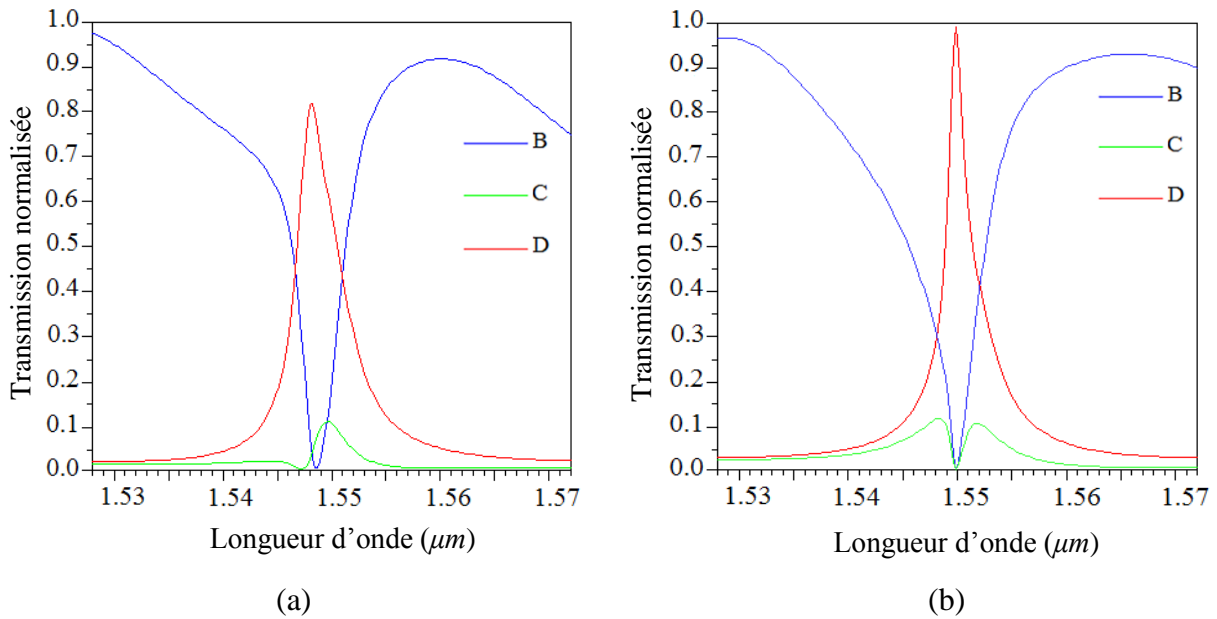 Transmission normalisée
1.0
0.9
0.8
0.7
0.6
0.5
0.4
0.3
0.2
0.1
0.0
B
C
D
1.53
1.54
1.55
1.56
1.57
Longueur d'onde (μm)
(a)
Transmission normalisée
1.0
0.9
0.8
0.7
0.6
0.5
0.4
0.3
0.2
0.1
0.0
B
C
D
1.53
1.54
1.55
1.56
1.57
Longueur d'onde (μm)
(b)